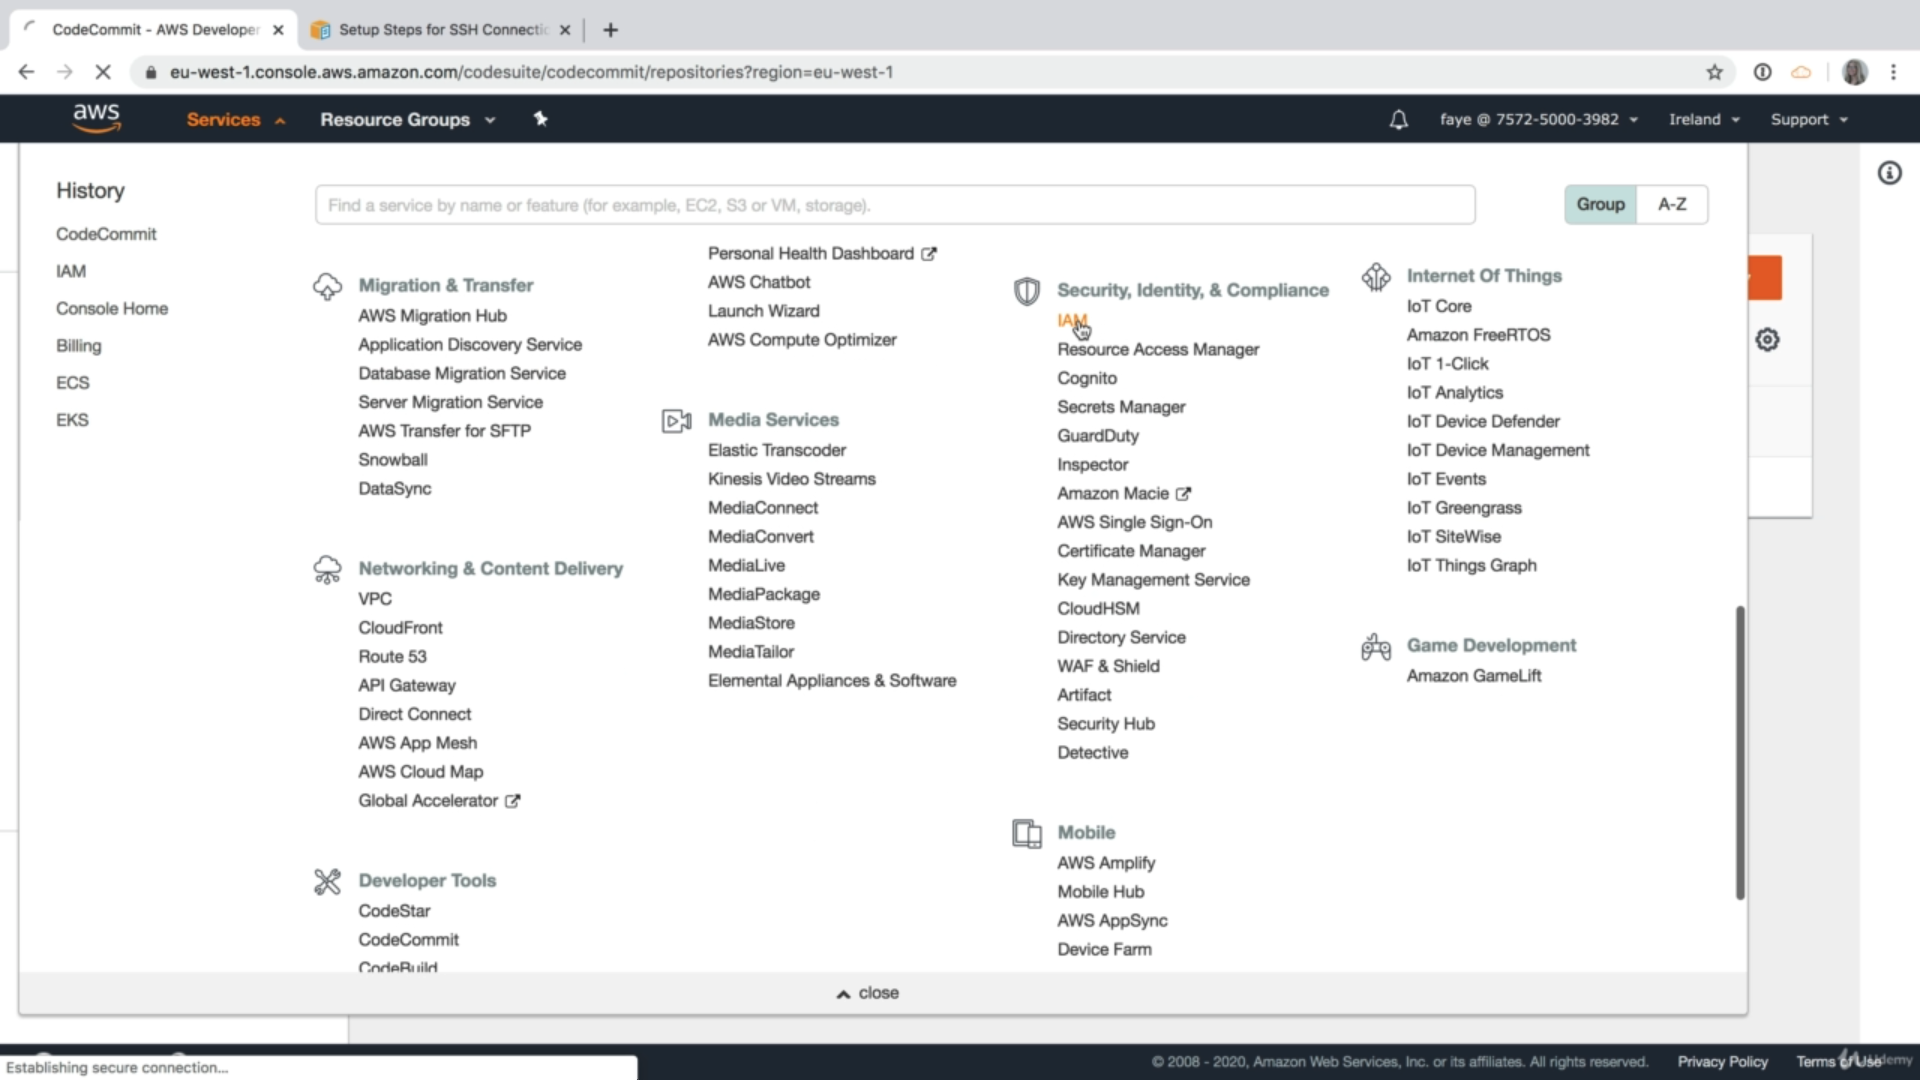 CodeCommit - AWS Developer
Setup Steps for SSH Connectio
eu-west-1.console.aws.amazon.com/codesuite/codecommit/repositories?region=eu-west-1
aws
Services
Resource Groups
faye @ 7572-5000-3982
Ireland
Support
History
CodeCommit
IAM
Console Home
Billing
ECS
EKS
Find a service by name or feature (for example, EC2, S3 or VM, storage).
Group
A-Z
Migration & Transfer
AWS Migration Hub
Application Discovery Service
Database Migration Service
Server Migration Service
AWS Transfer for SFTP
Snowball
DataSync
Networking & Content Delivery
VPC
CloudFront
Route 53
API Gateway
Direct Connect
AWS App Mesh
AWS Cloud Map
Global Accelerator
Developer Tools
CodeStar
CodeCommit
CodeBuild
Personal Health Dashboard
AWS Chatbot
Launch Wizard
AWS Compute Optimizer
Media Services
Elastic Transcoder
Kinesis Video Streams
MediaConnect
MediaConvert
MediaLive
MediaPackage
MediaStore
MediaTailor
Elemental Appliances & Software
Security, Identity, & Compliance
IAM
Resource Access Manager
Cognito
Secrets Manager
GuardDuty
Inspector
Amazon Macie
AWS Single Sign-On
Certificate Manager
Key Management Service
CloudHSM
Directory Service
WAF & Shield
Artifact
Security Hub
Detective
Mobile
AWS Amplify
Mobile Hub
AWS AppSync
Device Farm
Internet Of Things
IoT Core
Amazon FreeRTOS
IoT 1-Click
IoT Analytics
IoT Device Defender
IoT Device Management
IoT Events
IoT Greengrass
IoT SiteWise
IoT Things Graph
Game Development
Amazon GameLift
close
Establishing secure connection...
© 2008 - 2020, Amazon Web Services, Inc. or its affiliates. All rights reserved.
Privacy Policy
Terms of Use
Udemy